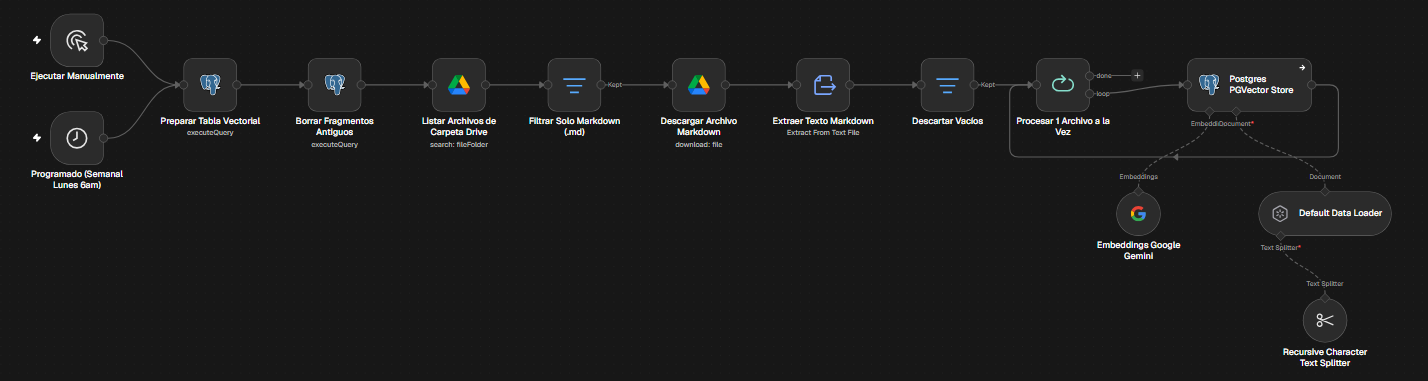 Ejecutar Manualmente
Programado (Semanal
Lunes 6am)
Preparar Tabla Vectorial
executeQuery
Borrar Fragmentos
Antiguos
executeQuery
Listar Archivos de
Carpeta Drive
search: fileFolder
Filtrar Solo Markdown
(.md)
Kept
Descargar Archivo
Markdown
download: file
Extraer Texto Markdown
Extract From Text File
Descartar Vacíos
Kept
Procesar 1 Archivo a la
Vez
done
loop
Postgres
PGVector Store
EmbeddiDocument*
Embeddings
Embeddings Google
Gemini
Document
Default Data Loader
Text Splitter*
Text Splitter
Recursive Character
Text Splitter